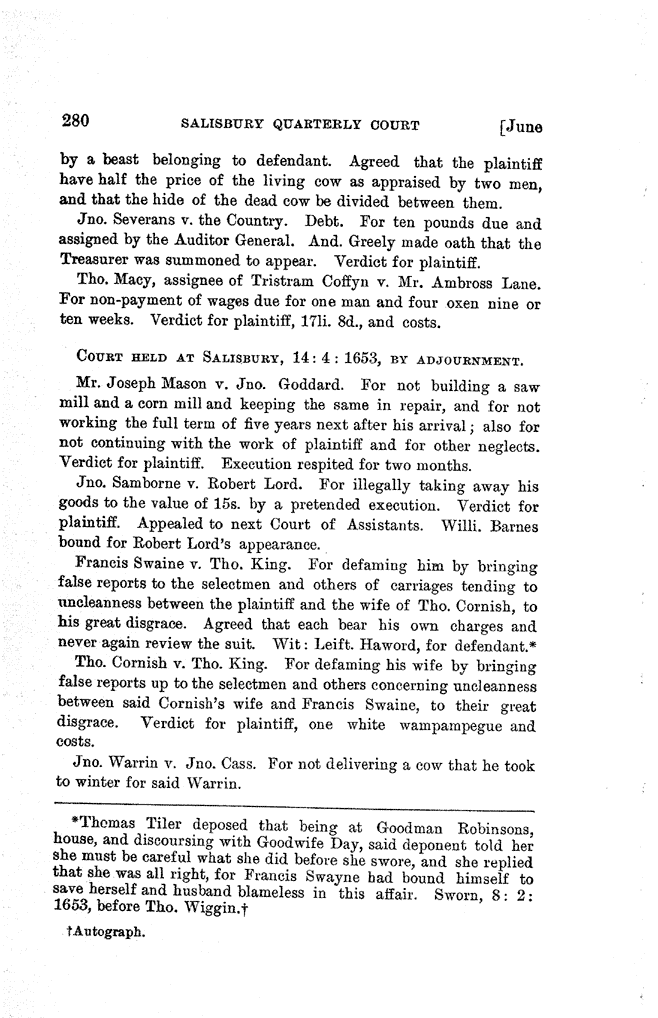 280 SALISBURY QUARTERLY COURT [June
by a beast belonging to defendant. Agreed that the plaintiff
have half the price of the living cow as appraised by two men,
and that the hide of the dead cow be divided between them.
Jno. Severans v. the Country. Debt. For ten pounds due and
assigned by the Auditor General. And. Greely made oath that the
Treasurer was summoned to appear. Verdict for plaintiff.
Tho. Macy, assignee of Tristram Coffyn v. Mr. Ambross Lane.
For non-payment of wages due for one man and four oxen nine or
ten weeks. Verdict for plaintiff, 17li. 8d., and costs.
COURT HELD AT SALISBURY, 14: 4: 1653, BY ADJOURNMENT.
Mr. Joseph Mason v. Jno. Goddard. For not building a saw
mill and a corn mill and keeping the same in repair, and for not
working the full term of five years next after his arrival; also for
not continuing with the work of plaintiff and for other neglects.
Verdict for plaintiff. Execution respited for two months.
Jno. Samborne v. Robert Lord. For illegally taking away his
goods to the value of 15s. by a pretended execution. Verdict for
plaintiff. Appealed to next Court of Assistants. Willi. Barnes
bound for Robert Lord's appearance.
Francis Swaine v. Tho. King. For defaming him by bringing
false reports to the selectmen and others of carriages tending to
uncleanness between the plaintiff and the wife of Tho. Cornish, to
his great disgrace. Agreed that each bear his own charges and
never again review the suit. Wit: Leift. Haword, for defendant.*
Tho. Cornish v. Tho. King. For defaming his wife by bringing
false reports up to the selectmen and others concerning uncleanness
between said Cornish's wife and Francis Swaine, to their great
disgrace. Verdict for plaintiff, one white wampampegue and
costs.
Jno. Warrin v. Jno. Cass. For not delivering a cow that he took
to winter for said Warrin.
*Thomas Tiler deposed that being at Goodman Robinsons,
house, and discoursing with Goodwife Day, said deponent told her
she must be careful what she did before she swore, and she replied
that she was all right, for Francis Swayne had bound himself to
save herself and husband blameless in this affair. Sworn, 8: 2:
1653, before Tho. Wiggin.†
†Autograph.